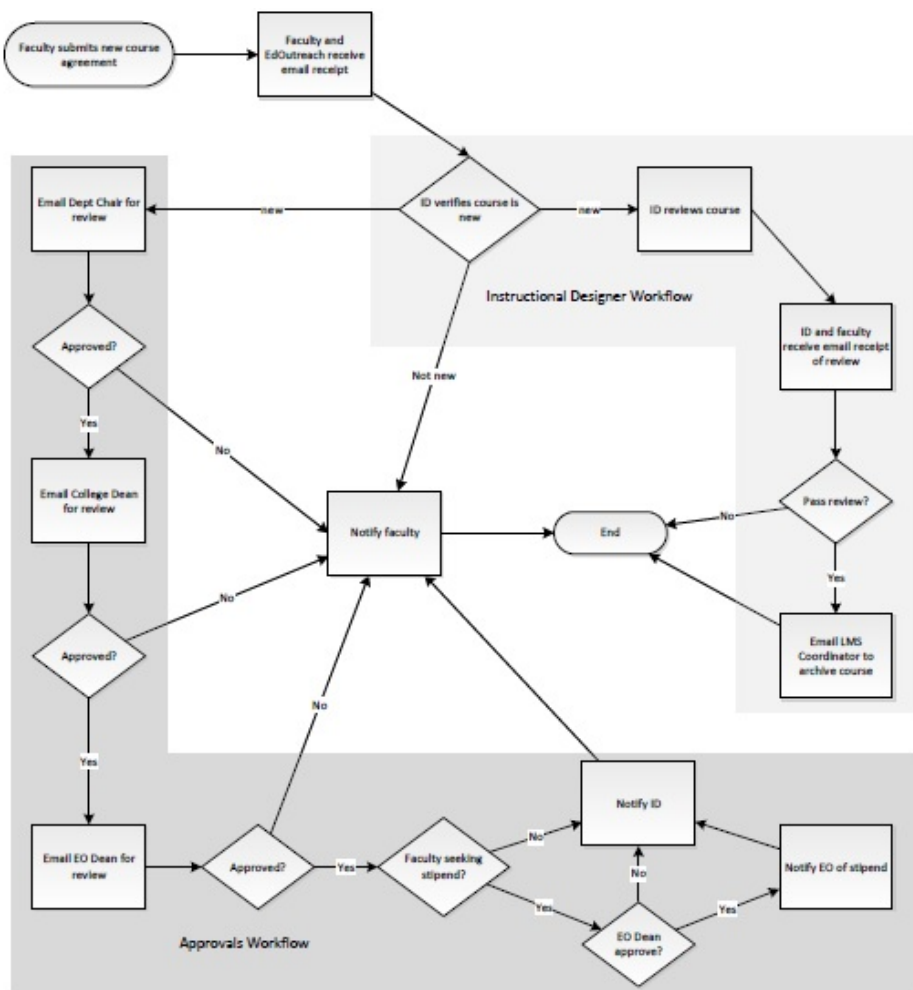 Faculty submits new course
agreement
Faculty and
EdOutreach receive
email receipt
Email Dept Chair for
review
new
ID verifies course is
new
new
ID reviews course
Instructional Designer Workflow
ID and faculty
receive email receipt
of review
Approved?
Not new
Yes
No
Email College Dean
for review
Notify faculty
End
No
Pass review?
Yes
No
Approved?
Email LMS
Coordinator to
archive course
No
Yes
Notify ID
Email EO Dean for
review
Approved?
Yes
Faculty seeking
stipend?
No
Notify EO of stipend
No
Yes
Yes
EO Dean
approve?
Approvals Workflow